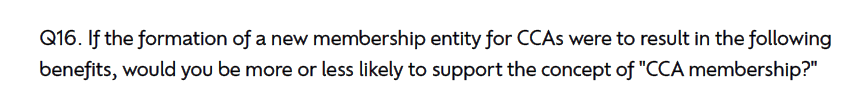 Q16. If the formation of a new membership entity for CCAs were to result in the following
benefits, would you be more or less likely to support the concept of "CCA membership?"